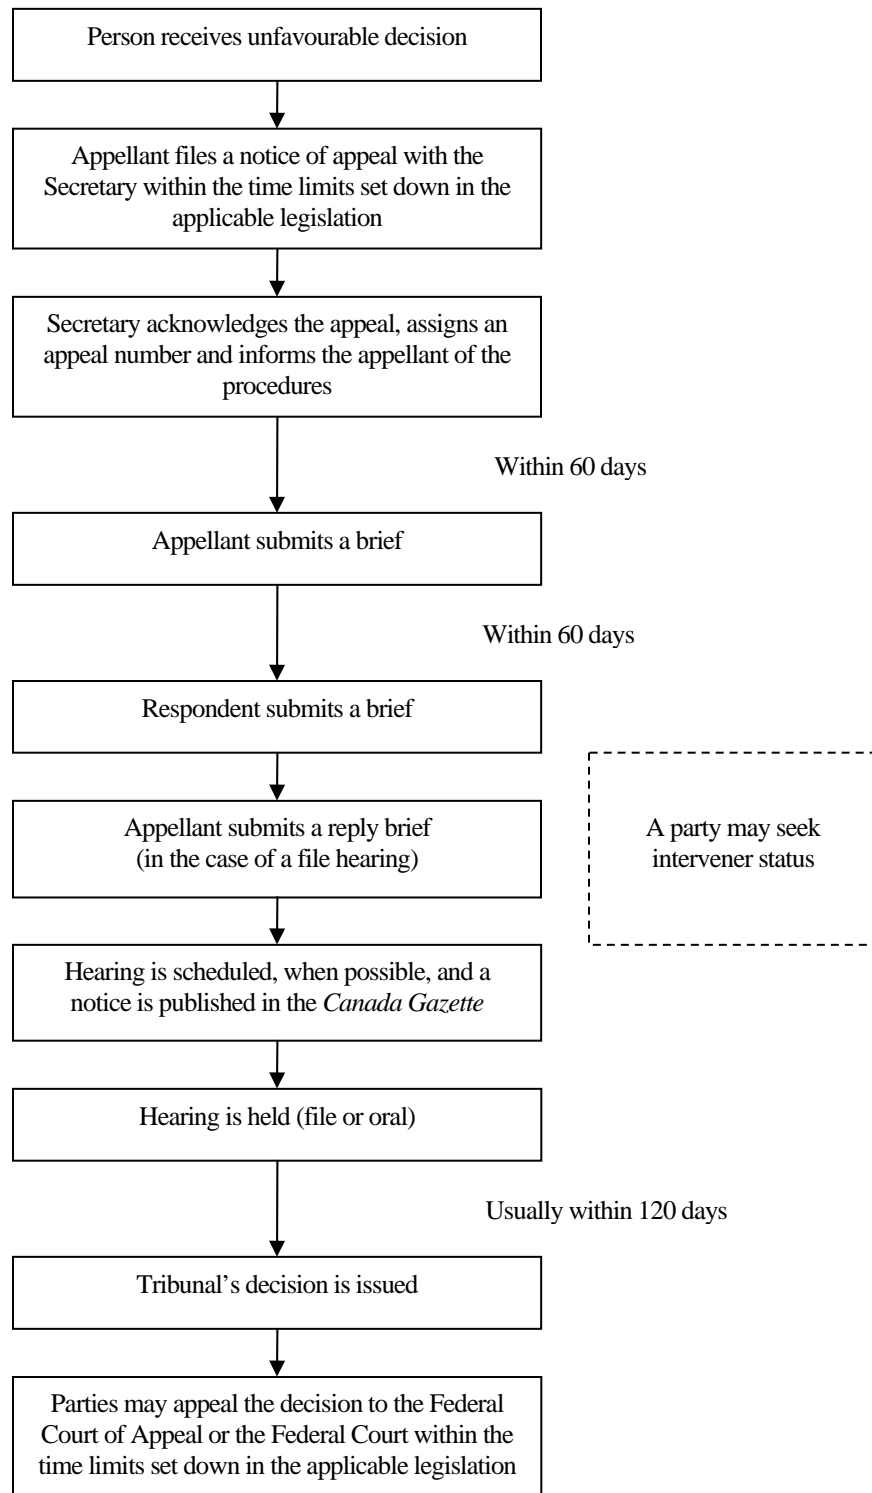 Person receives unfavourable decision
Appellant files a notice of appeal with the
Secretary within the time limits set down in the
applicable legislation
Secretary acknowledges the appeal, assigns an
appeal number and informs the appellant of the
procedures
Within 60 days
Appellant submits a brief
Within 60 days
Respondent submits a brief
Appellant submits a reply brief
(in the case of a file hearing)
A party may seek
intervener status
Hearing is scheduled, when possible, and a
notice is published in the Canada Gazette
Hearing is held (file or oral)
Usually within 120 days
Tribunal’s decision is issued
Parties may appeal the decision to the Federal
Court of Appeal or the Federal Court within the
time limits set down in the applicable legislation